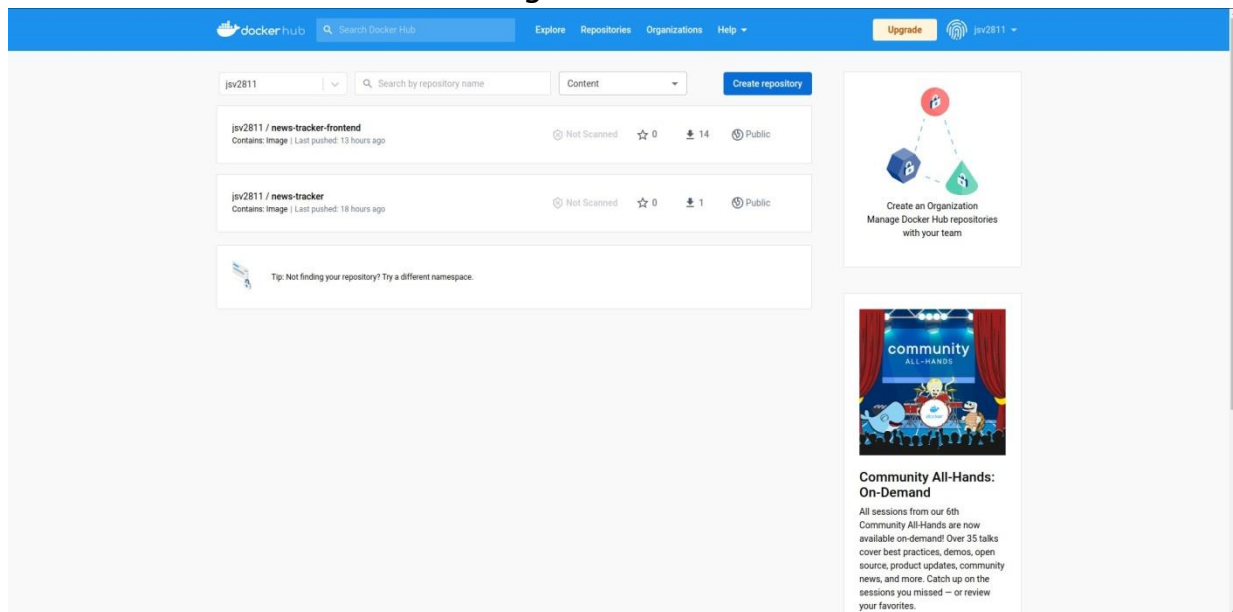 dockerhub
Search Docker Hub
Explore
Repositories
Organizations
Help
Upgrade
jsv2811
jsv2811
Search by repository name
Content
Create repository
jsv2811 / news-tracker-frontend
Contains: Image | Last pushed: 13 hours ago
Not Scanned
0
14
Public
jsv2811 / news-tracker
Contains: Image | Last pushed: 18 hours ago
Not Scanned
0
1
Public
Tip: Not finding your repository? Try a different namespace.
Create an Organization
Manage Docker Hub repositories
with your team
community
ALL-HANDS
docker
Community All-Hands:
On-Demand
All sessions from our 6th
Community All-Hands are now
available on-demand! Over 35 talks
cover best practices, demos, open
source, product updates, community
news, and more. Catch up on the
sessions you missed — or review
your favorites.